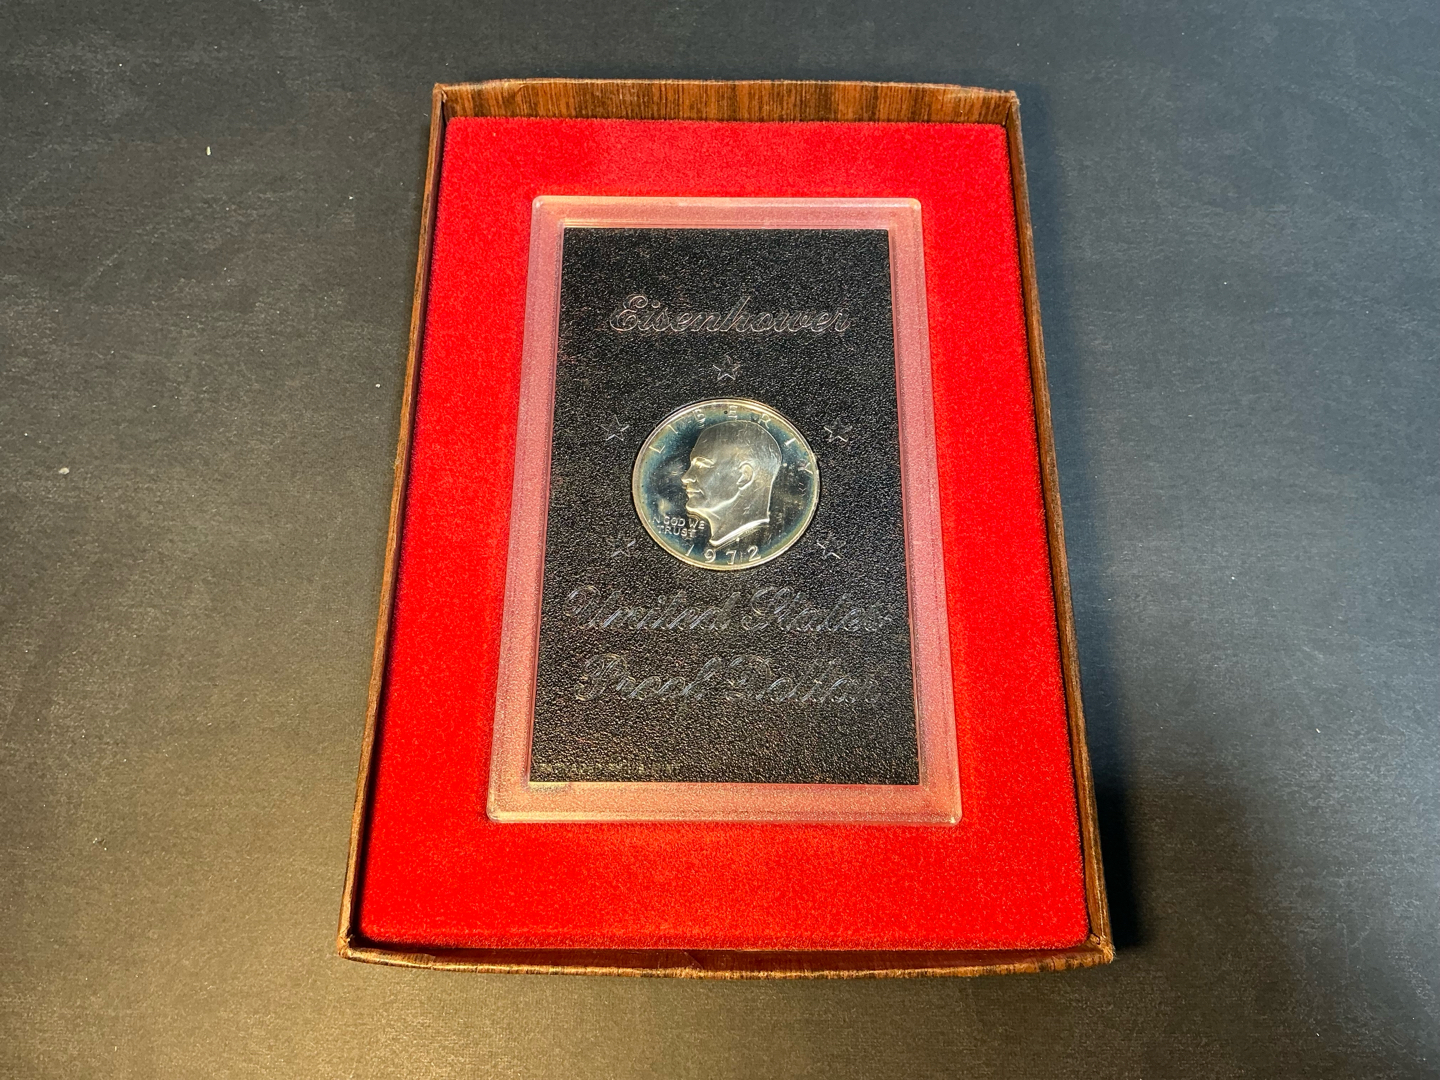 Eisenhower
LIBERTY
IN GOD WE
TRUST
1972
United States
Proof Dollar